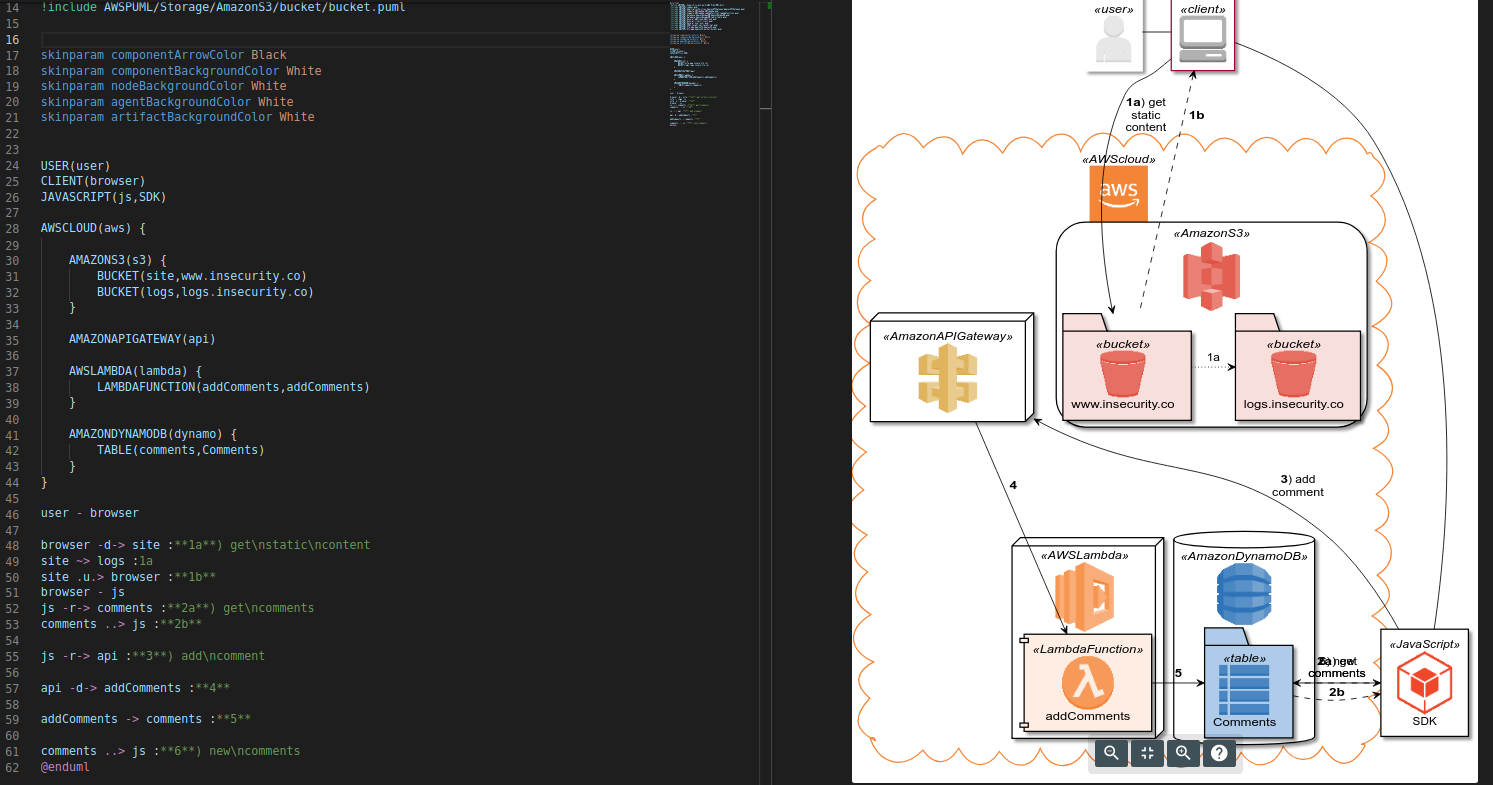 14 !include AWSPUML/Storage/AmazonS3/bucket/bucket.puml
15
16
17 skinparam componentArrowColor Black
18 skinparam componentBackgroundColor White
19 skinparam nodeBackgroundColor White
20 skinparam agentBackgroundColor White
21 skinparam artifactBackgroundColor White
22
23
24 USER(user)
25 CLIENT(browser)
26 JAVASCRIPT(js,SDK)
27
28 AWSCLOUD(aws) {
29
30 AMAZONS3(s3) {
31 BUCKET(site,www.insecurity.co)
32 BUCKET(logs,logs.insecurity.co)
33 }
34
35 AMAZONAPIGATEWAY(api)
36
37 AWSLAMBDA(lambda) {
38 LAMBDAFUNCTION(addComments,addComments)
39 }
40
41 AMAZONDYNAMODB(dynamo) {
42 TABLE(comments,Comments)
43 }
44 }
45
46 user - browser
47
48 browser -d-> site :**1a**) get\nstatic\ncontent
49 site ~> logs :1a
50 site .u.> browser :**1b**
51 browser - js
52 js -r-> comments :**2a**) get\ncomments
53 comments ..> js :**2b**
54
55 js -r-> api :**3**) add\ncomment
56
57 api -d-> addComments :**4**
58
59 addComments -> comments :**5**
60
61 comments ..> js :**6**) new\ncomments
62 @enduml
«user»
«client»
1a) get
static
content
1b
«AWScloud»
aws
«AmazonS3»
«AmazonAPIGateway»
«bucket»
www.insecurity.co
1a
«bucket»
logs.insecurity.co
4
3) add
comment
«AWSLambda»
«LambdaFunction»
addComments
5
«AmazonDynamoDB»
«table»
Comments
comments
2b
«JavaScript»
SDK